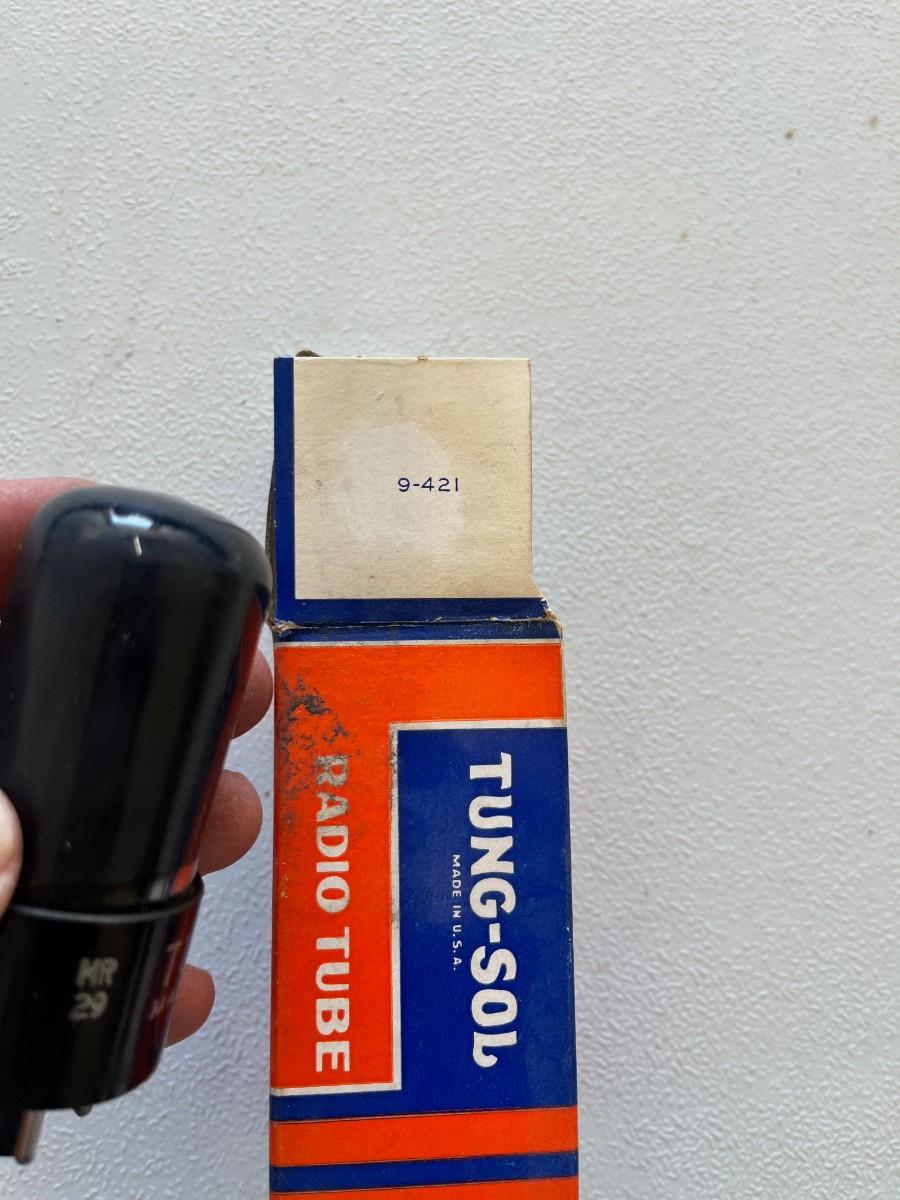 9-421
TUNG-SOL
MADE IN U.S.A.
RADIO TUBE
MR
29